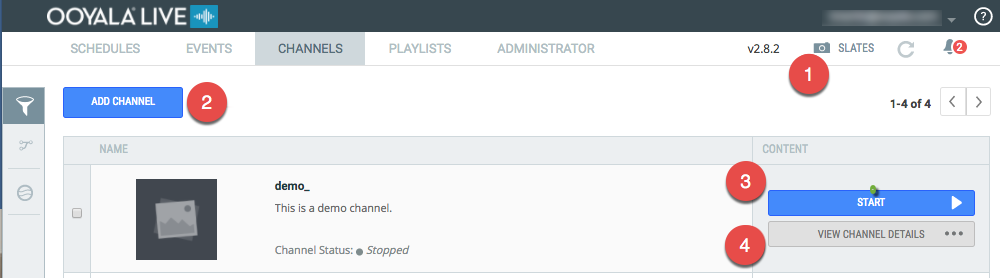 OOYALA LIVE
?
SCHEDULES EVENTS CHANNELS PLAYLISTS ADMINISTRATOR v2.8.2 SLATES 2
1
ADD CHANNEL 2 1-4 of 4
NAME CONTENT
demo_ 3
This is a demo channel. START
4 VIEW CHANNEL DETAILS
Channel Status: Stopped